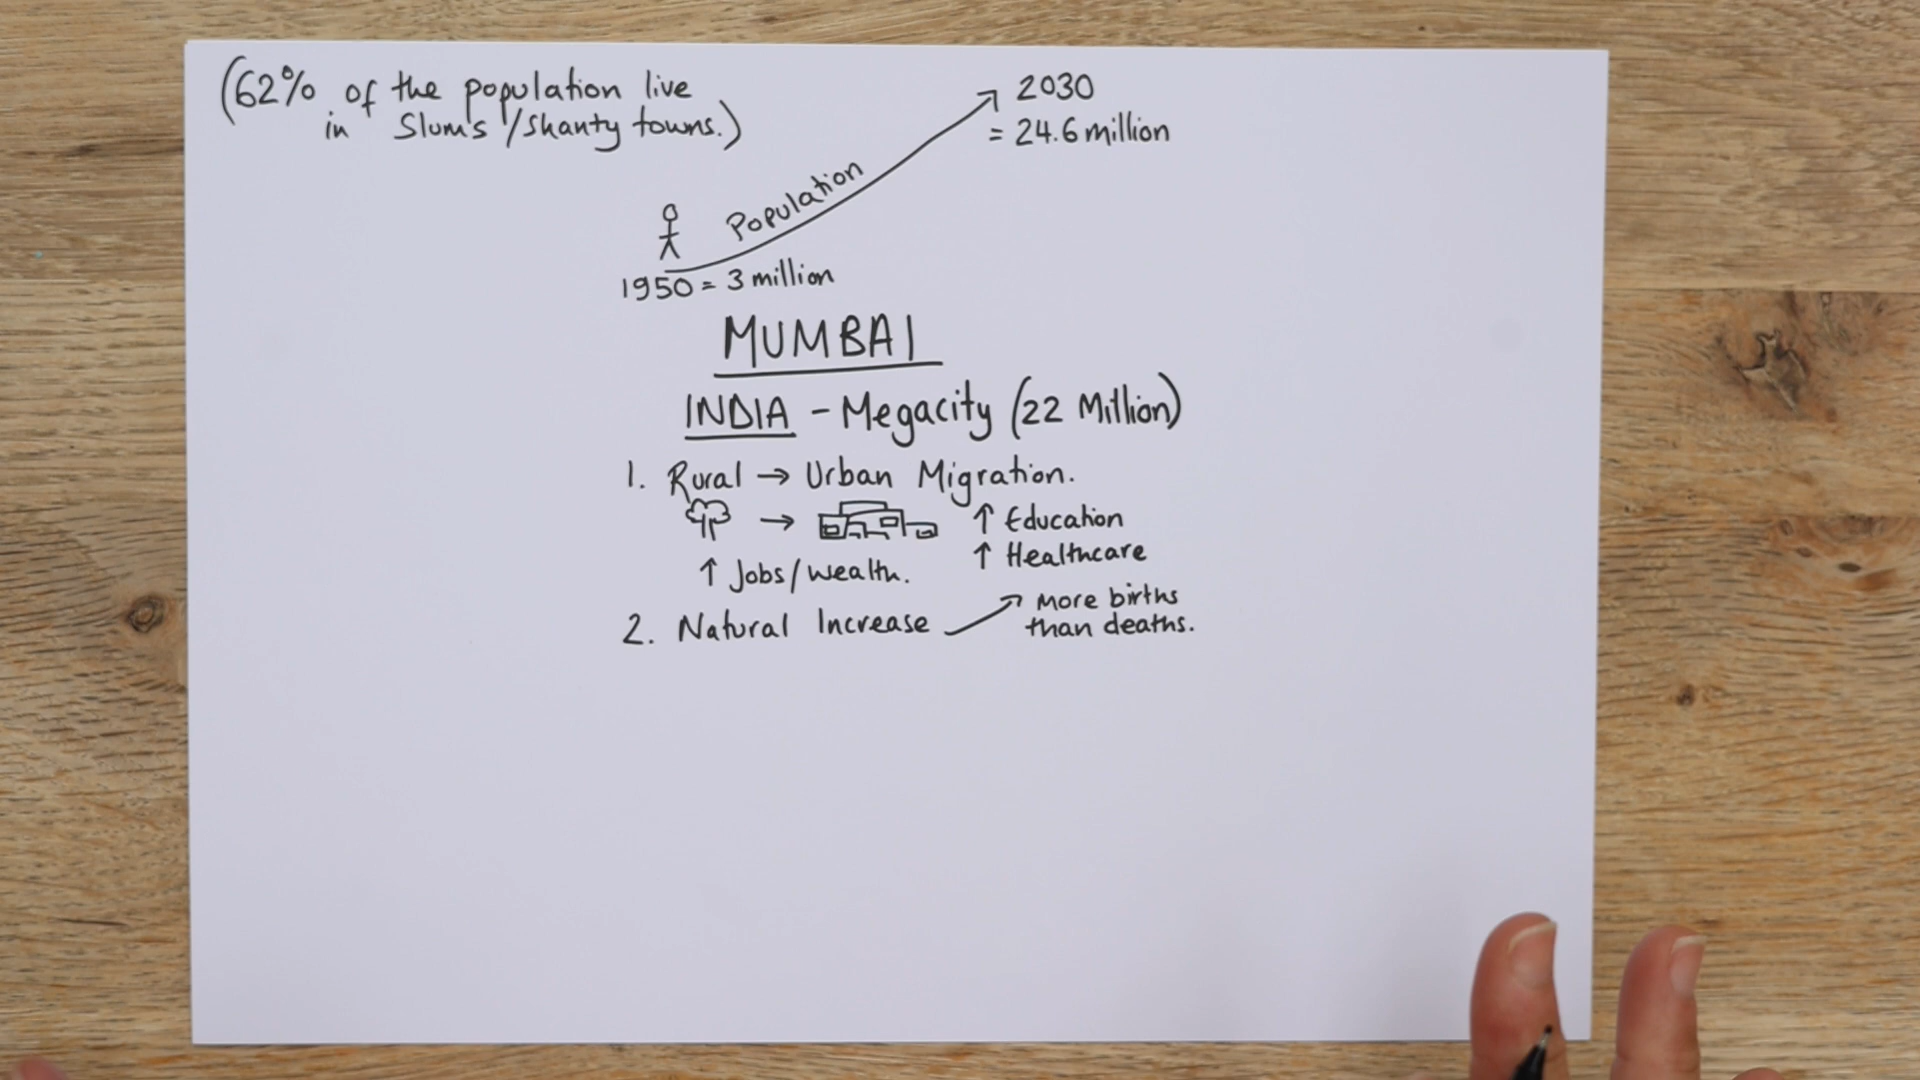 (62% of the population live
in Slums/Shanty towns.)
2030
= 24.6 million
Population
1950 = 3 million
MUMBAI
INDIA - Megacity (22 Million)
1. Rural → Urban Migration.
→
↑ Education
↑ Healthcare
↑ Jobs/wealth.
2. Natural Increase
More births
than deaths.